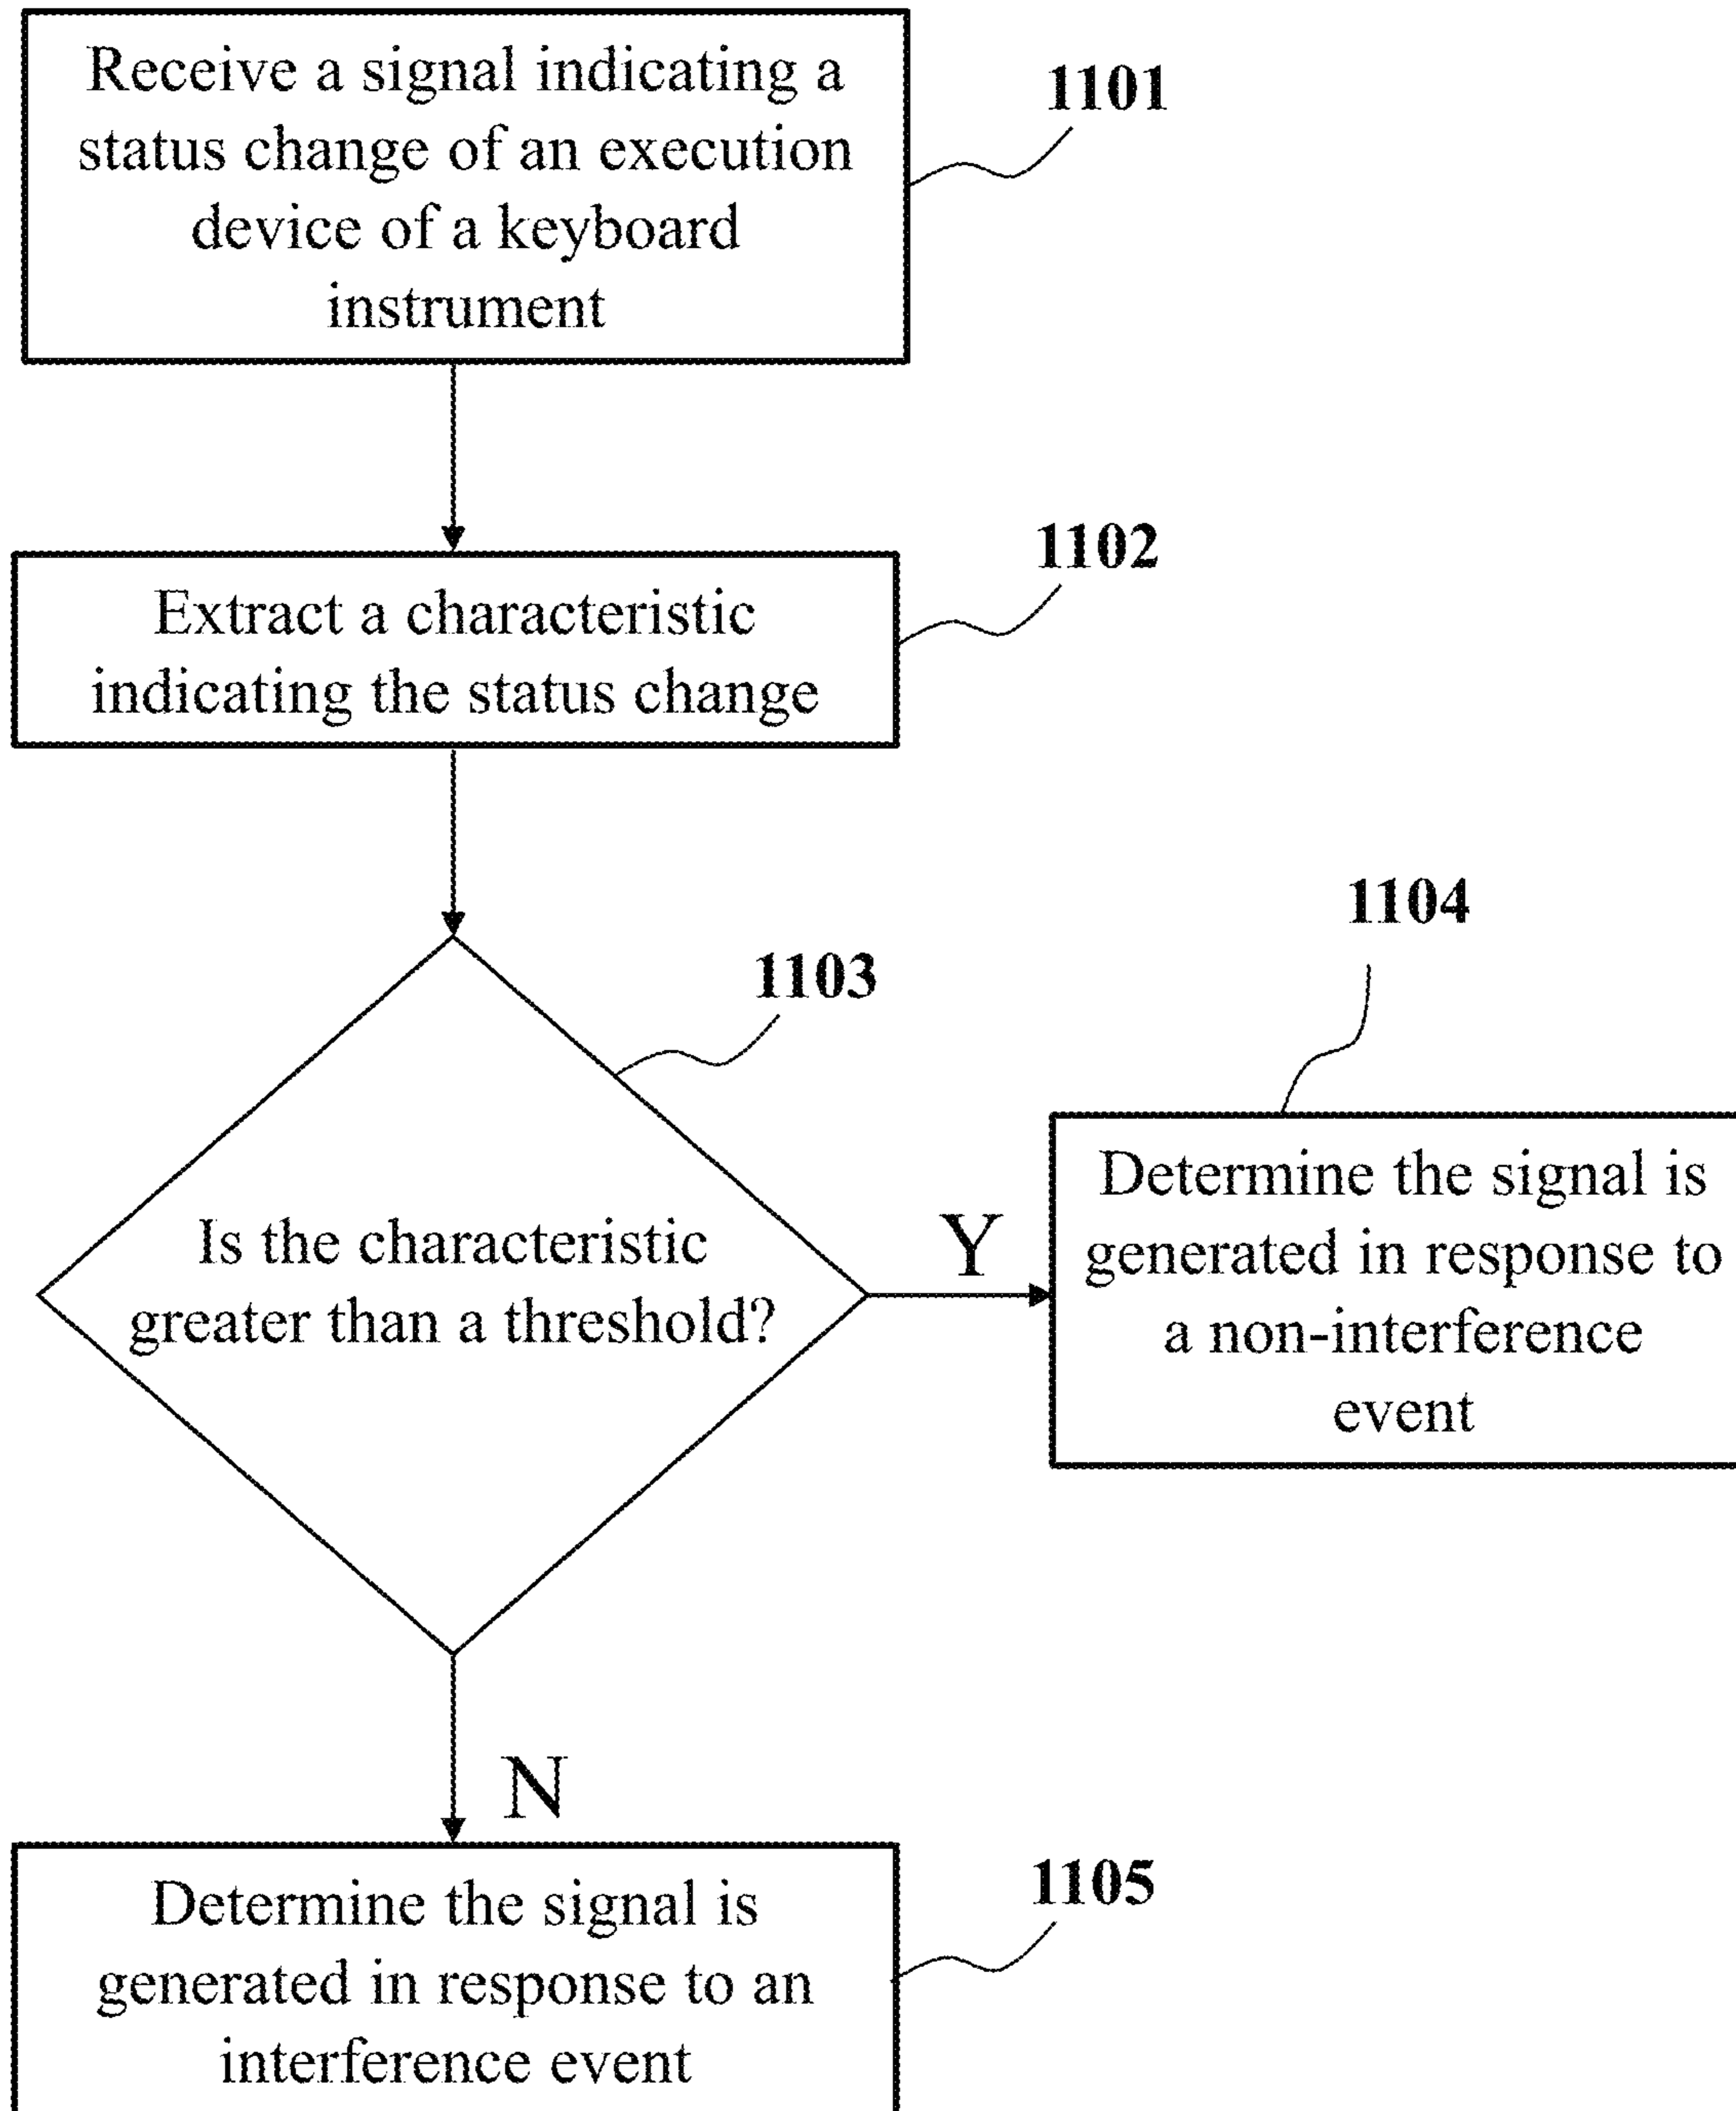 Receive a signal indicating a
status change of an execution
device of a keyboard
instrument
1101
Extract a characteristic
indicating the status change
1102
Is the characteristic
greater than a threshold?
1103
Y
Determine the signal is
generated in response to
a non-interference
event
1104
N
Determine the signal is
generated in response to an
interference event
1105